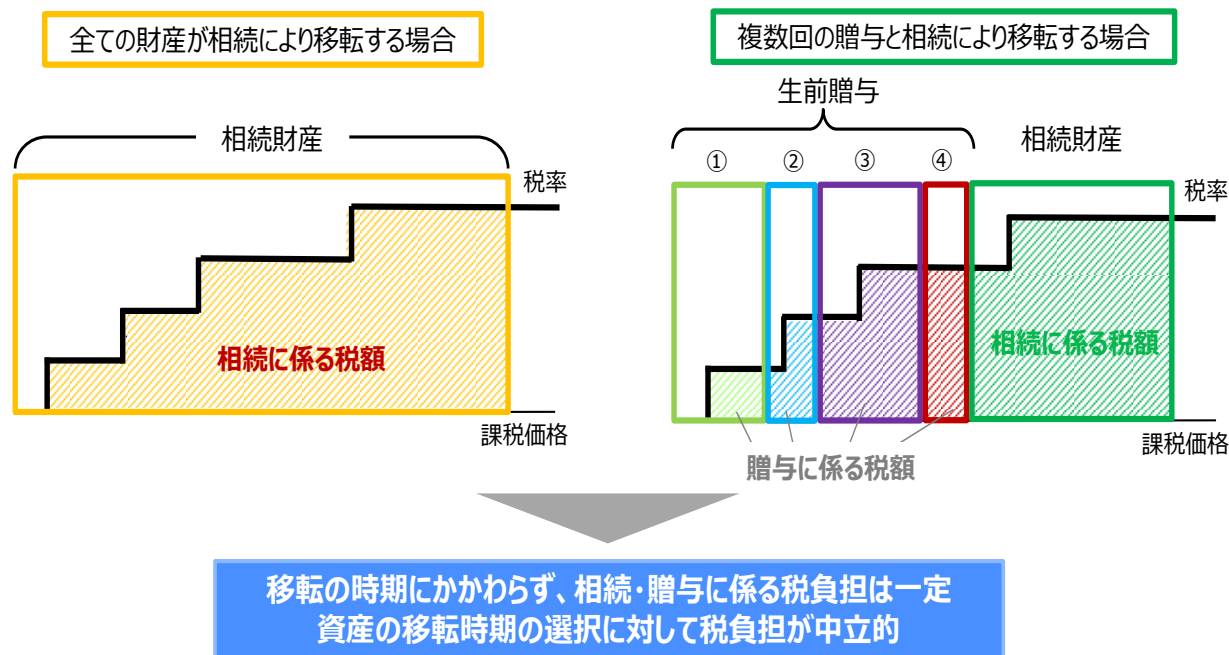 全ての財産が相続により移転する場合
相続財産
税率
相続に係る税額
課税価格
複数回の贈与と相続により移転する場合
生前贈与
① ② ③ ④ 相続財産
税率
相続に係る税額
課税価格
贈与に係る税額
移転の時期にかかわらず、相続・贈与に係る税負担は一定
資産の移転時期の選択に対して税負担が中立的